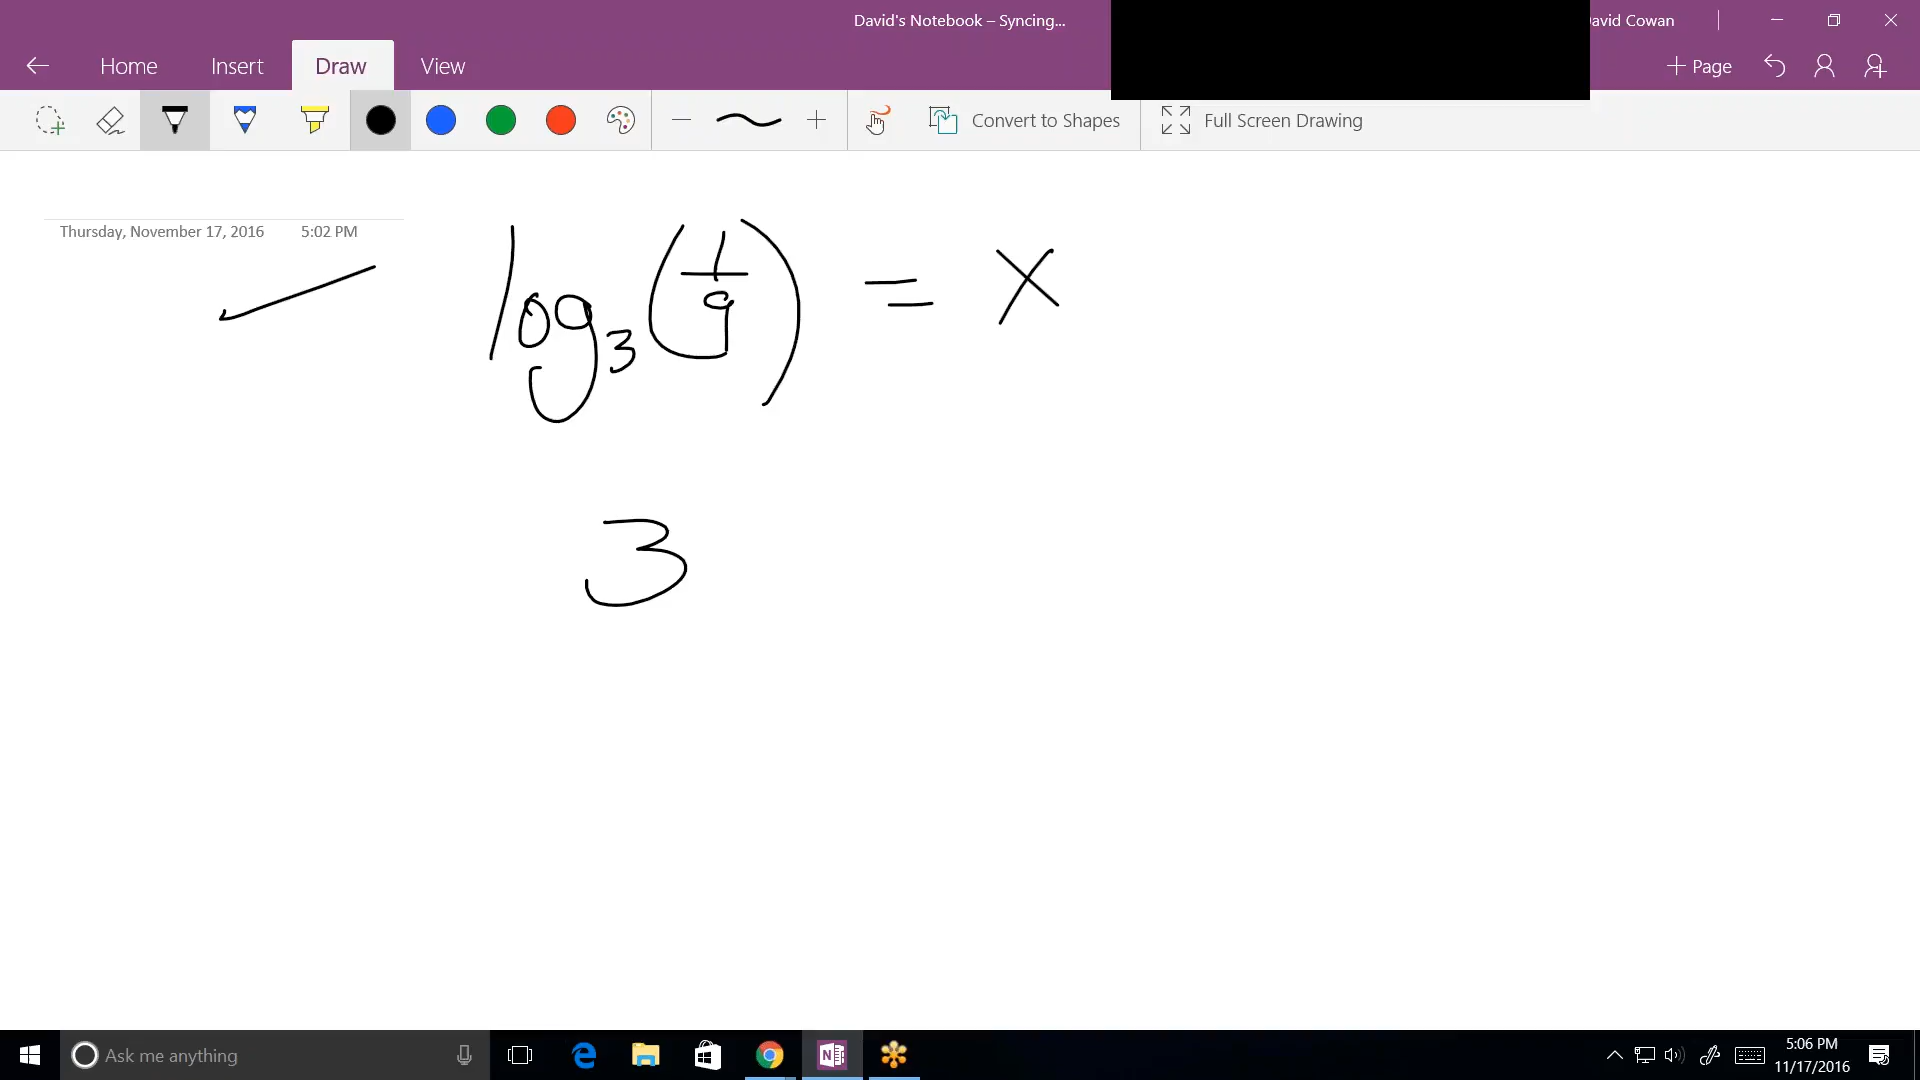 David's Notebook – Syncing...
avid Cowan
Home Insert Draw View
Page
Convert to Shapes
Full Screen Drawing
Thursday, November 17, 2016 5:02 PM
log₃(1/9) = x
3
Ask me anything
5:06 PM
11/17/2016